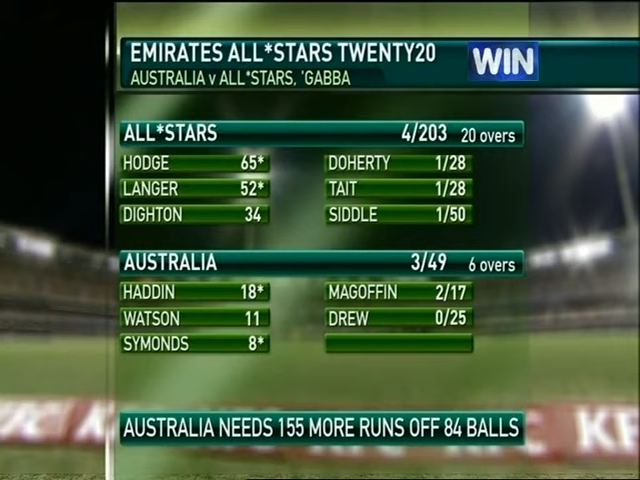 EMIRATES ALL*STARS TWENTY20
WIN
AUSTRALIA v ALL*STARS, 'GABBA
ALL*STARS 4/203 20 overs
HODGE 65* DOHERTY 1/28
LANGER 52* TAIT 1/28
DIGHTON 34 SIDDLE 1/50
AUSTRALIA 3/49 6 overs
HADDIN 18* MAGOFFIN 2/17
WATSON 11 DREW 0/25
SYMONDS 8*
AUSTRALIA NEEDS 155 MORE RUNS OFF 84 BALLS